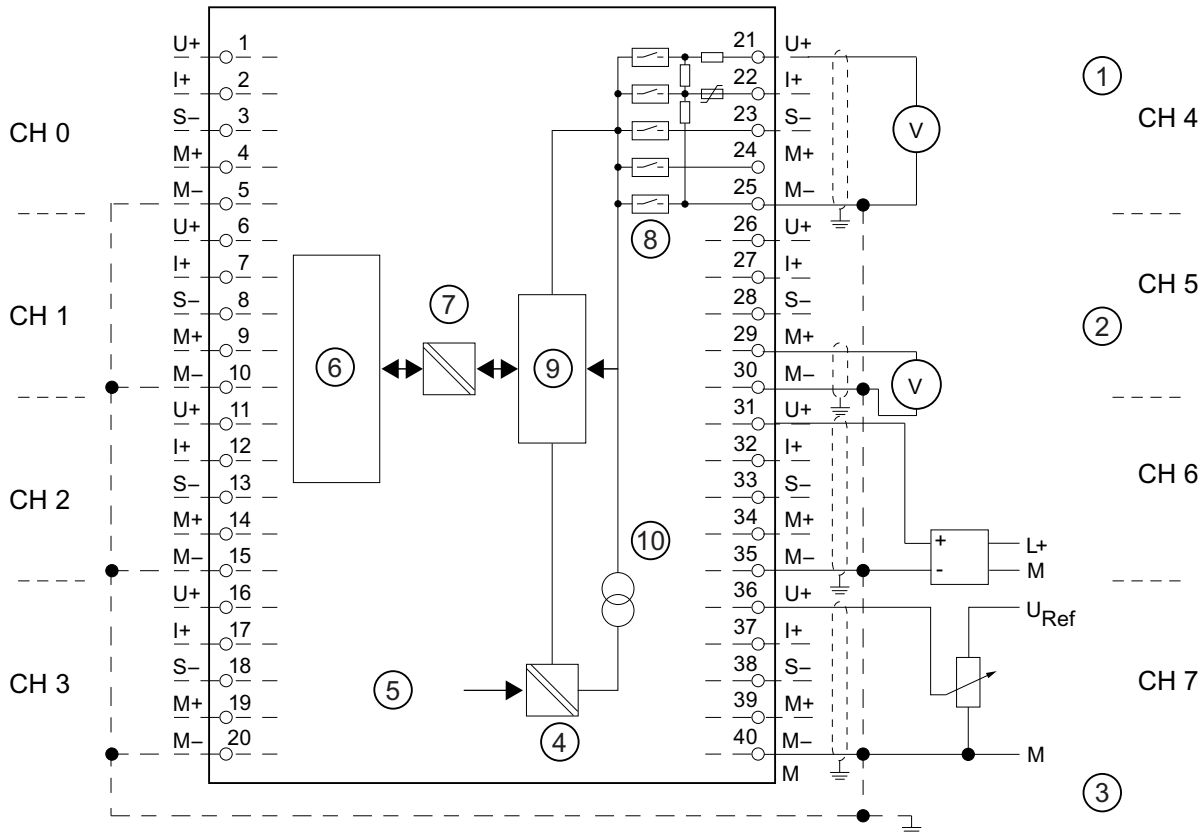 U+ 1 21 U+
I+ 2 22 I+ 1
S– 3 23 S– CH 4
CH 0 V
M+ 4 24 M+
M– 5 25 M–
U+ 6 8 26 U+
I+ 7 27 I+
CH 5
S– 8 7 28 S–
CH 1 2
M+ 9 29 M+
6 9
M– 10 30 M– V
U+ 11 31 U+
I+ 12 32 I+
CH 6
S– 13 33 S–
CH 2
M+ 14 34 M+
10 + L+
M– 15 35 M– - M
U+ 16 36 U+ URef
I+ 17 37 I+
S– 18 38 S–
CH 3 5 CH 7
M+ 19 39 M+
4
M– 20 40 M– M
M
3